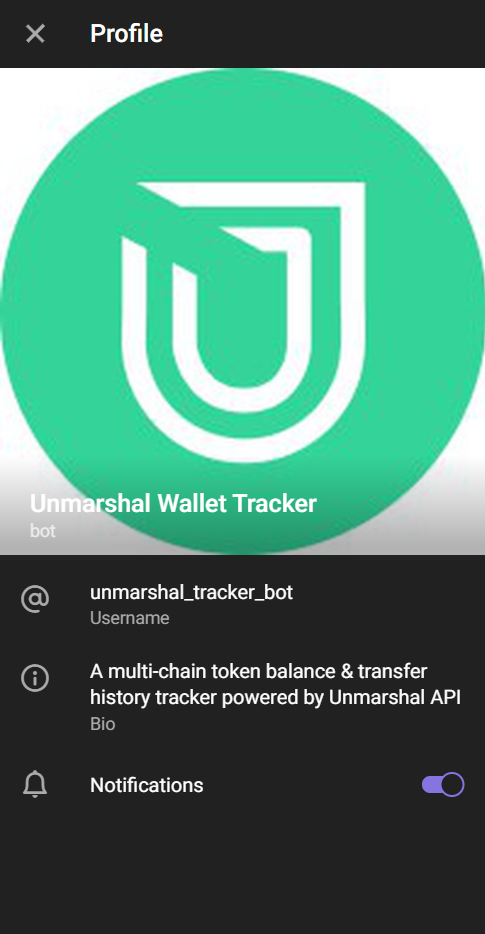 Profile
Unmarshal Wallet Tracker
bot
unmarshal_tracker_bot
Username
A multi-chain token balance & transfer
history tracker powered by Unmarshal API
Bio
Notifications